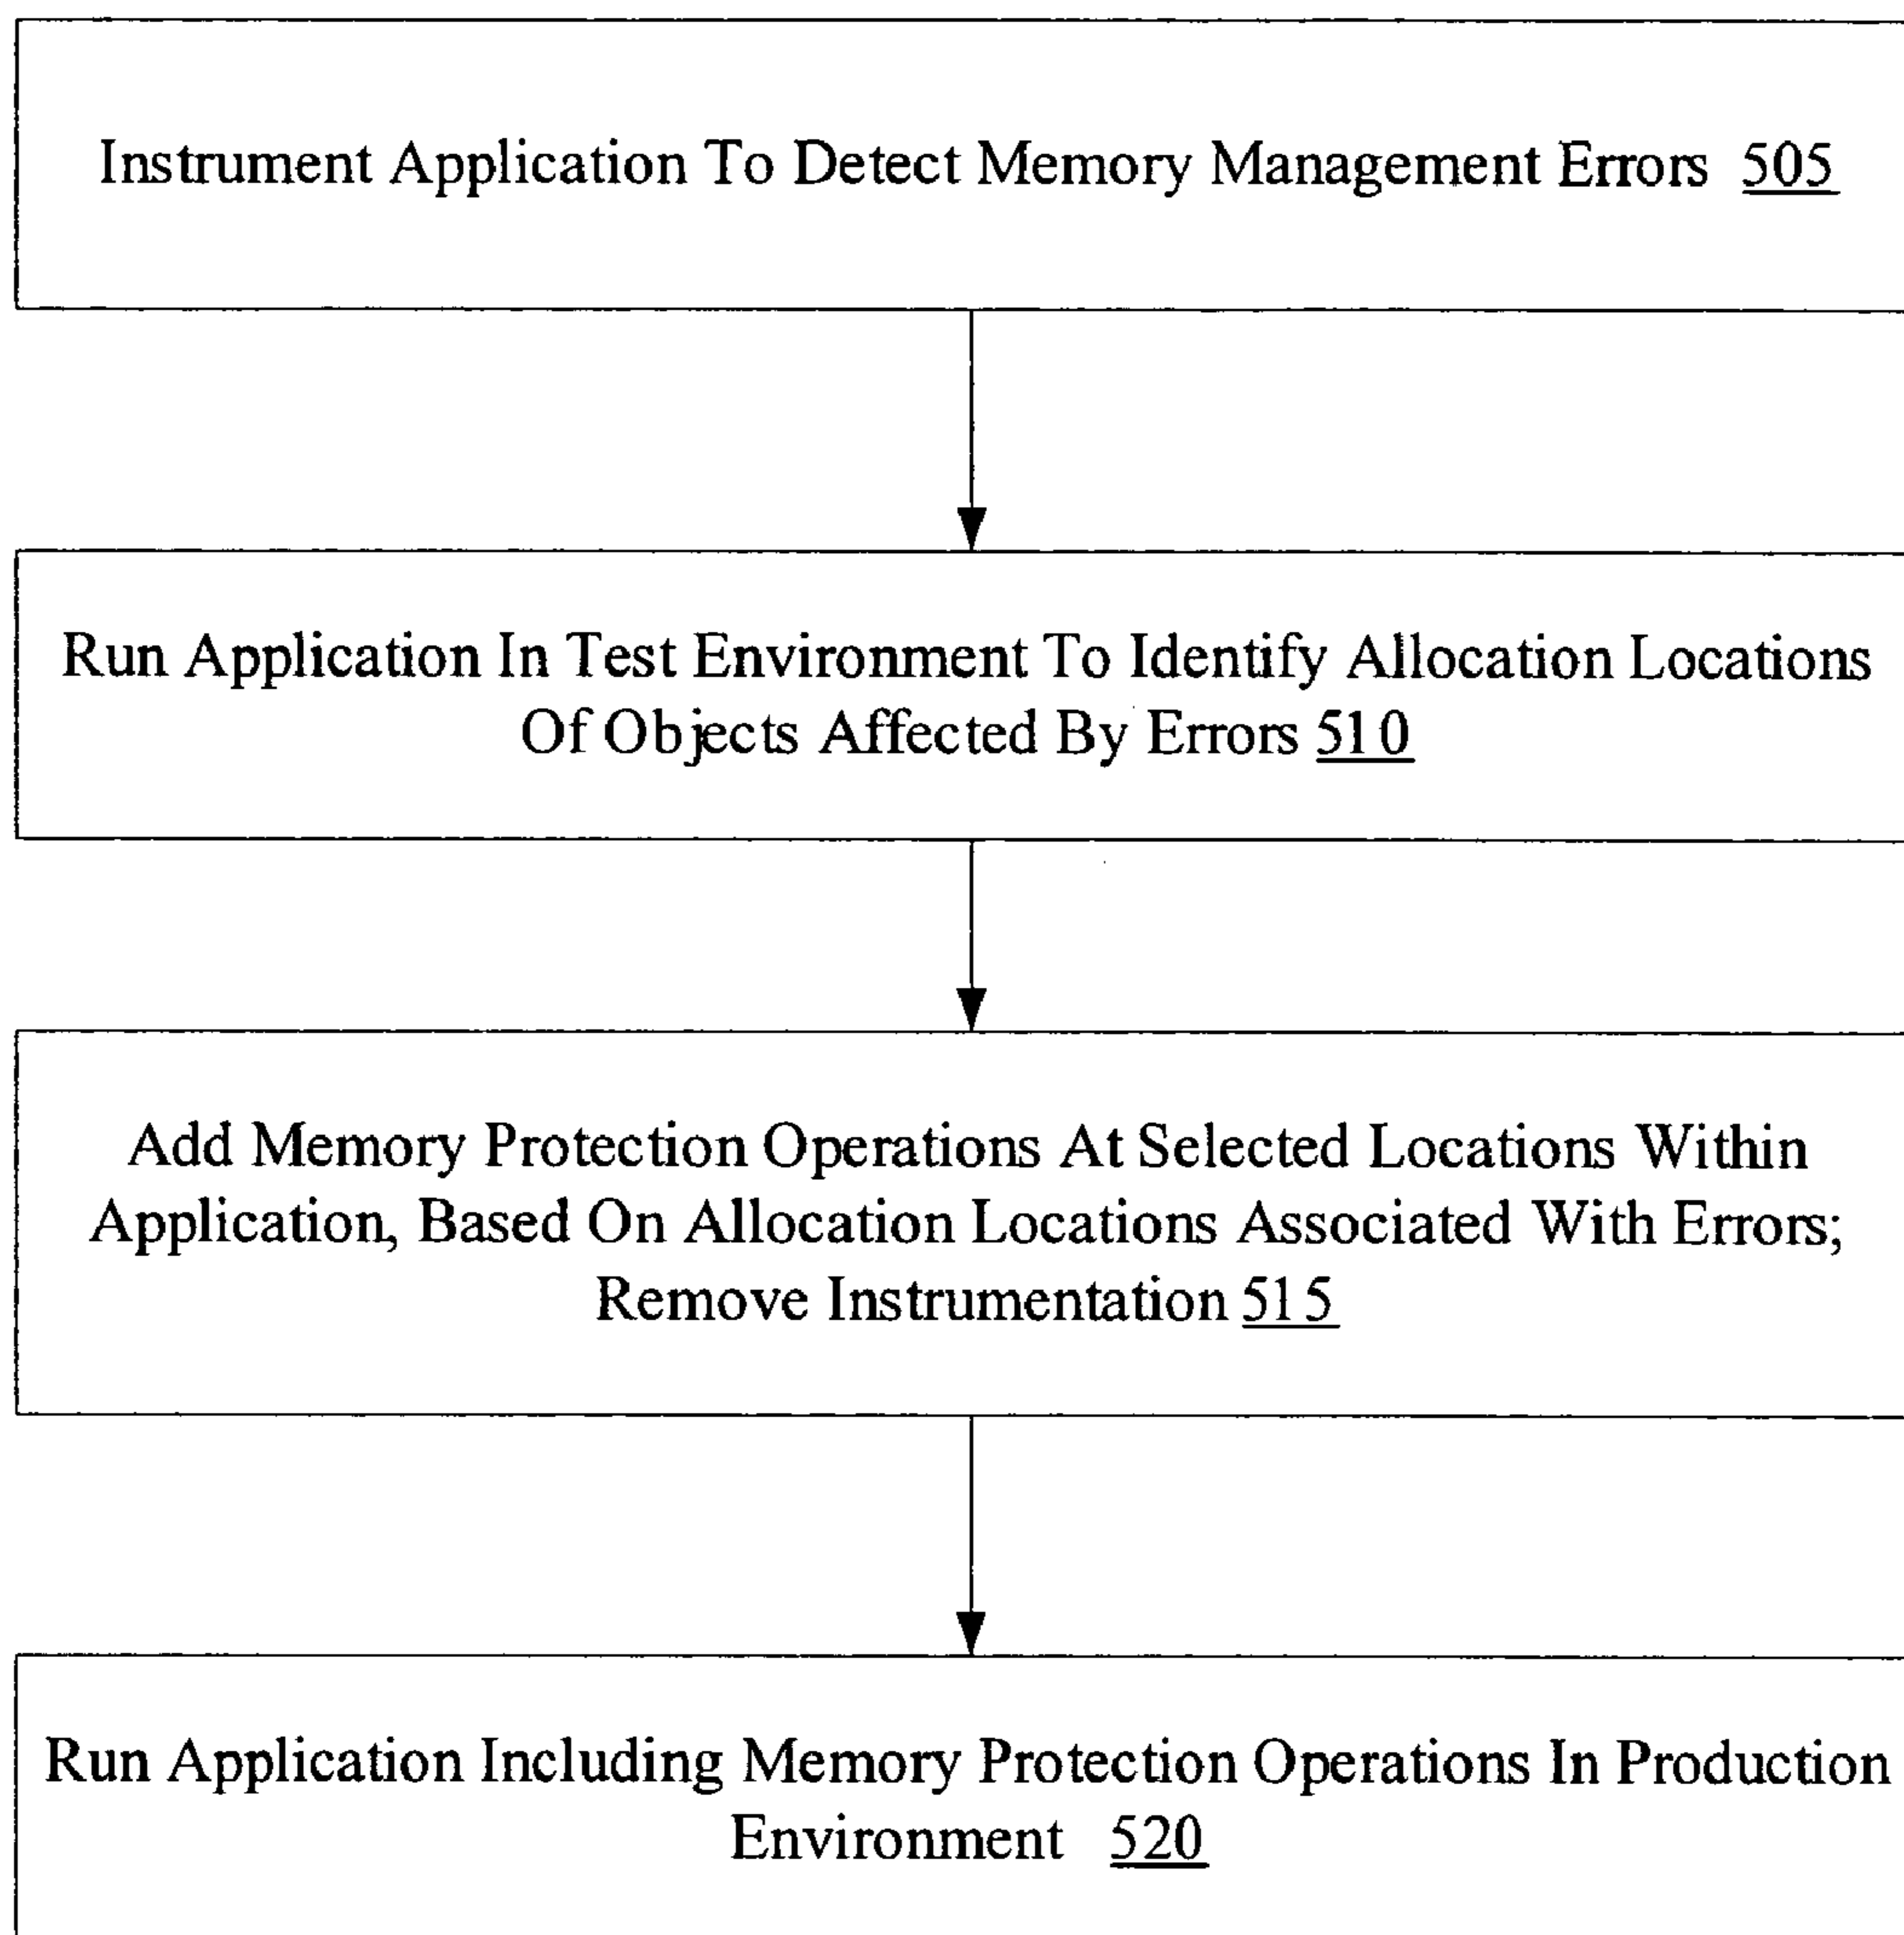 Instrument Application To Detect Memory Management Errors 505
Run Application In Test Environment To Identify Allocation Locations
Of Objects Affected By Errors 510
Add Memory Protection Operations At Selected Locations Within
Application, Based On Allocation Locations Associated With Errors;
Remove Instrumentation 515
Run Application Including Memory Protection Operations In Production
Environment 520